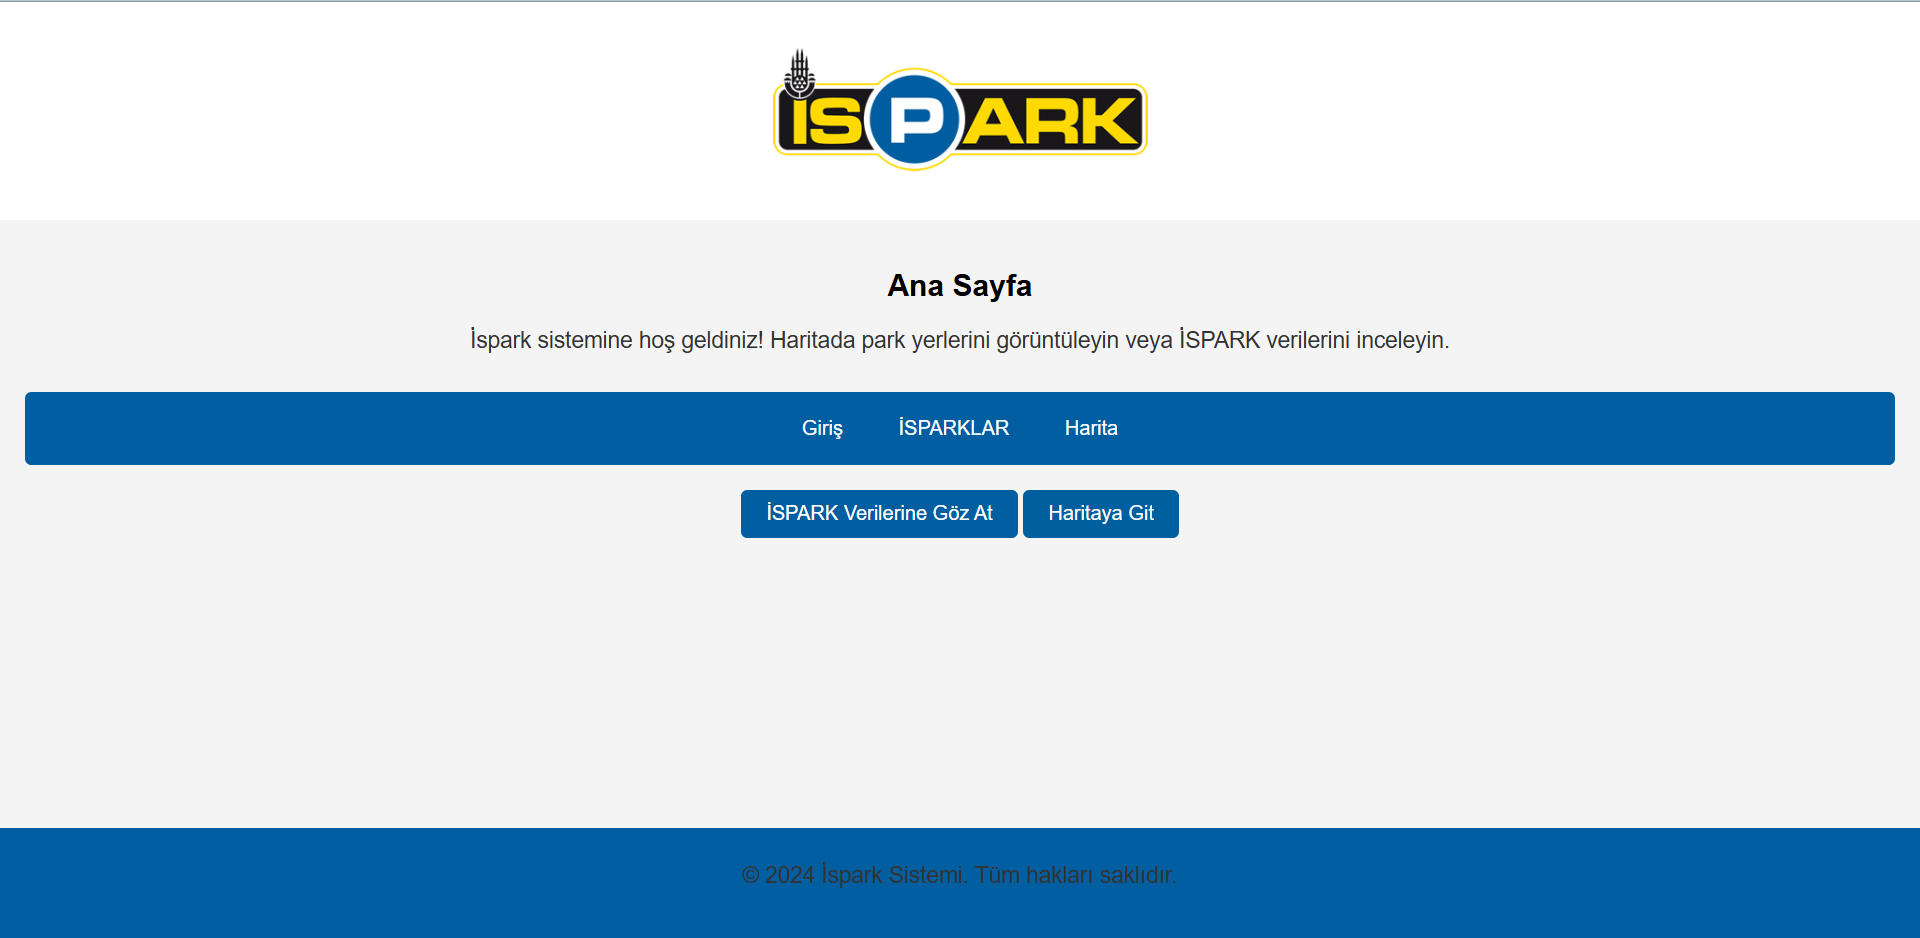 İSPARK
Ana Sayfa
İspark sistemine hoş geldiniz! Haritada park yerlerini görüntüleyin veya İSPARK verilerini inceleyin.
Giriş İSPARKLAR Harita
İSPARK Verilerine Göz At Haritaya Git
© 2024 İspark Sistemi. Tüm hakları saklıdır.